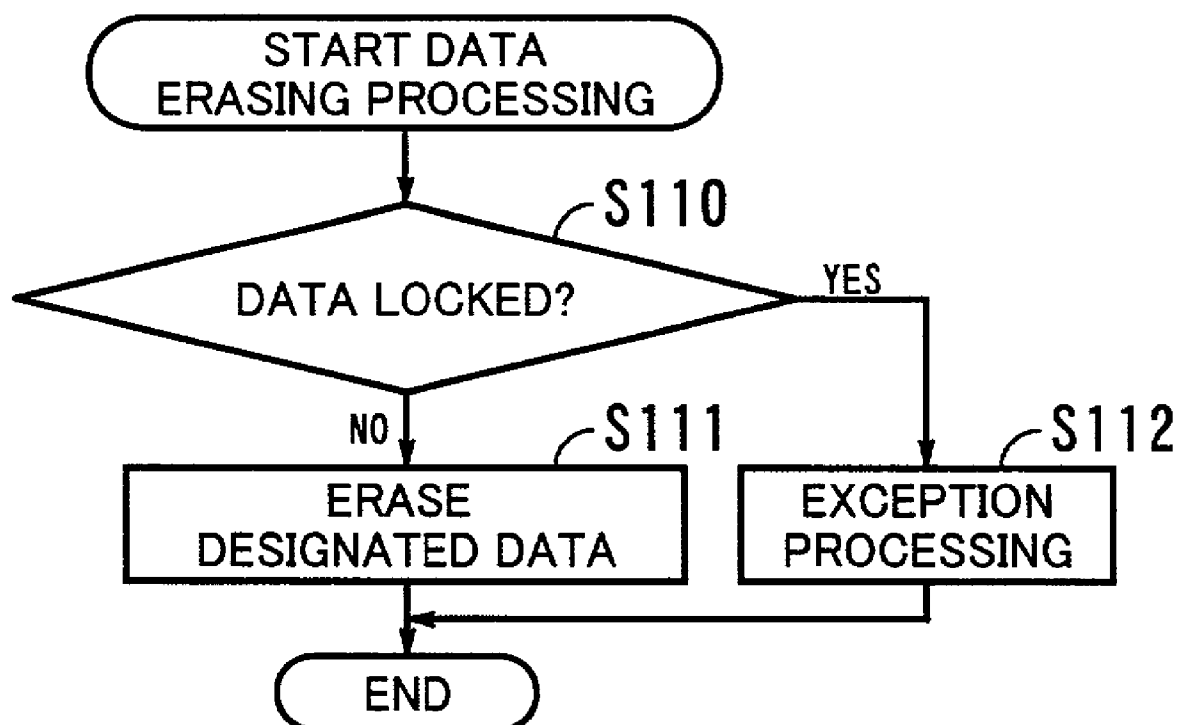 START DATA
ERASING PROCESSING
S110
DATA LOCKED?
YES
NO
S111
S112
ERASE
DESIGNATED DATA
EXCEPTION
PROCESSING
END